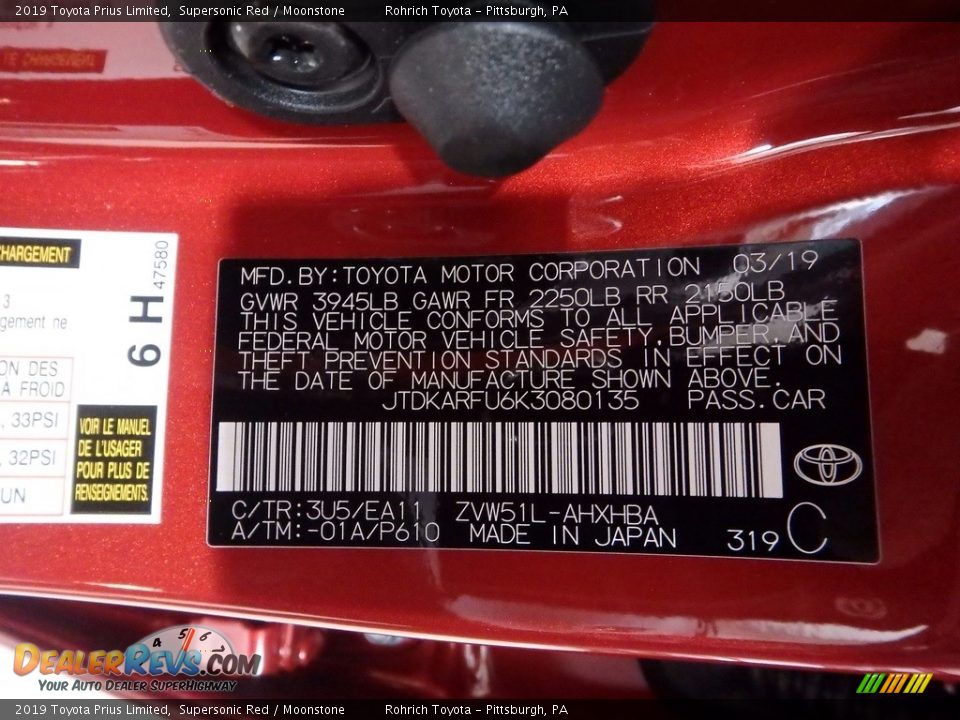 2019 Toyota Prius Limited, Supersonic Red / Moonstone Rohrich Toyota - Pittsburgh, PA
CHARGEMENT
6 H 47580
3
gement ne
ON DES
À FROID
, 33PSI
, 32PSI
UN
VOIR LE MANUEL
DE L'USAGER
POUR PLUS DE
RENSEIGNEMENTS.
MFD.BY:TOYOTA MOTOR CORPORATION 03/19
GVWR 3945LB GAWR FR 2250LB RR 2150LB
THIS VEHICLE CONFORMS TO ALL APPLICABLE
FEDERAL MOTOR VEHICLE SAFETY,BUMPER,AND
THEFT PREVENTION STANDARDS IN EFFECT ON
THE DATE OF MANUFACTURE SHOWN ABOVE.
JTDKARFU6K3080135 PASS.CAR
C/TR:3U5/EA11 ZVW51L-AHXHBA
A/TM:-01A/P610 MADE IN JAPAN 319 C
4 5 6
DEALERREVS.COM
YOUR AUTO DEALER SUPERHIGHWAY
2019 Toyota Prius Limited, Supersonic Red / Moonstone Rohrich Toyota - Pittsburgh, PA